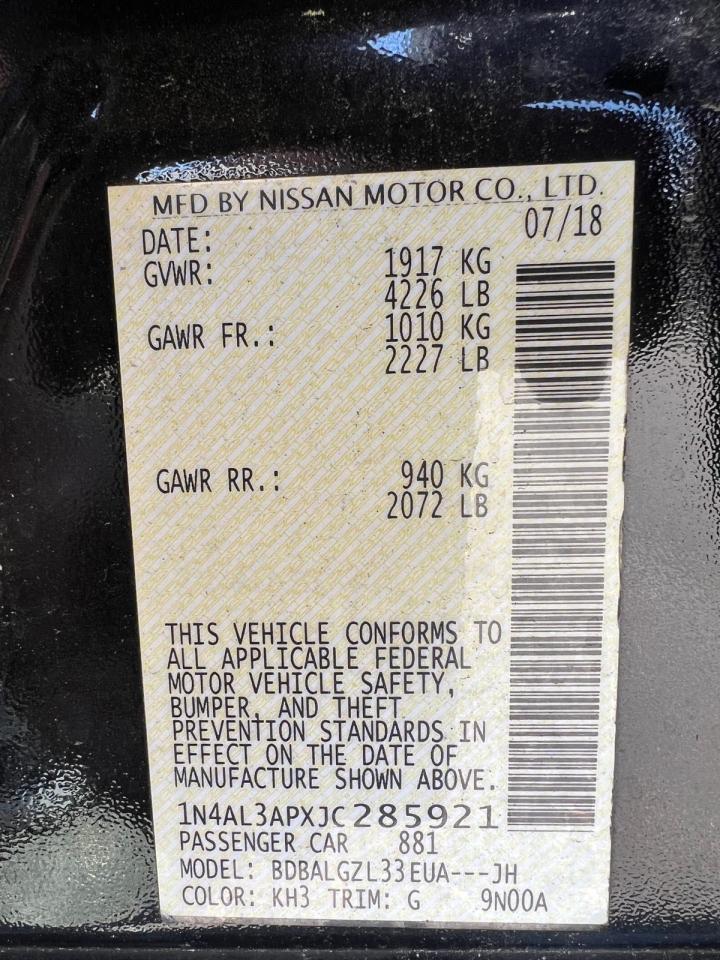 MFD BY NISSAN MOTOR CO., LTD.
DATE: 07/18
GVWR: 1917 KG
4226 LB
GAWR FR.: 1010 KG
2227 LB
GAWR RR.: 940 KG
2072 LB
THIS VEHICLE CONFORMS TO
ALL APPLICABLE FEDERAL
MOTOR VEHICLE SAFETY,
BUMPER, AND THEFT
PREVENTION STANDARDS IN
EFFECT ON THE DATE OF
MANUFACTURE SHOWN ABOVE.
1N4AL3APXJC285921
PASSENGER CAR 881
MODEL: BDBALGZL33EUA---JH
COLOR: KH3 TRIM: G 9N00A